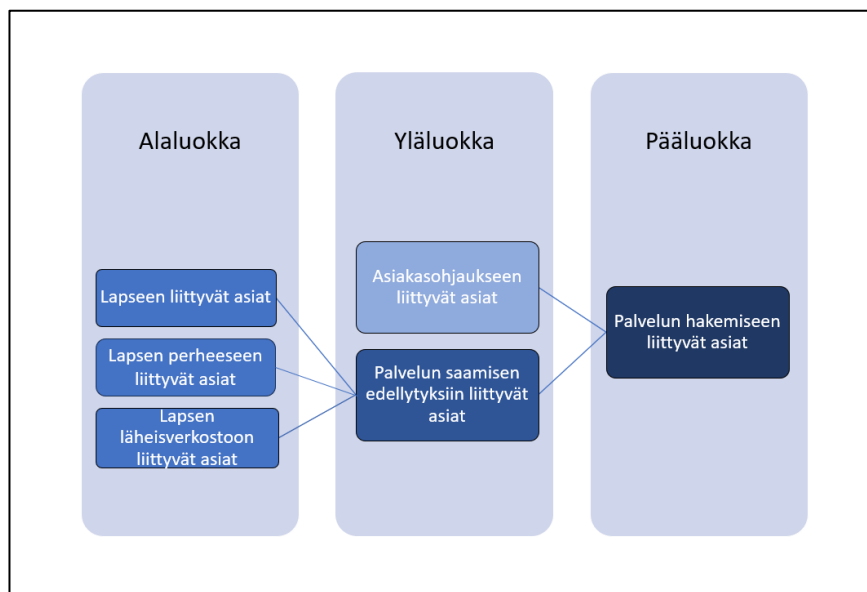 Alaluokka
Lapseen liittyvät asiat
Lapsen perheeseen
liittyvät asiat
Lapsen
läheisverkostoon
liittyvät asiat
Yläluokka
Asiakasohjaukseen
liittyvät asiat
Palvelun saamisen
edellytyksiin liittyvät
asiat
Pääluokka
Palvelun hakemiseen
liittyvät asiat